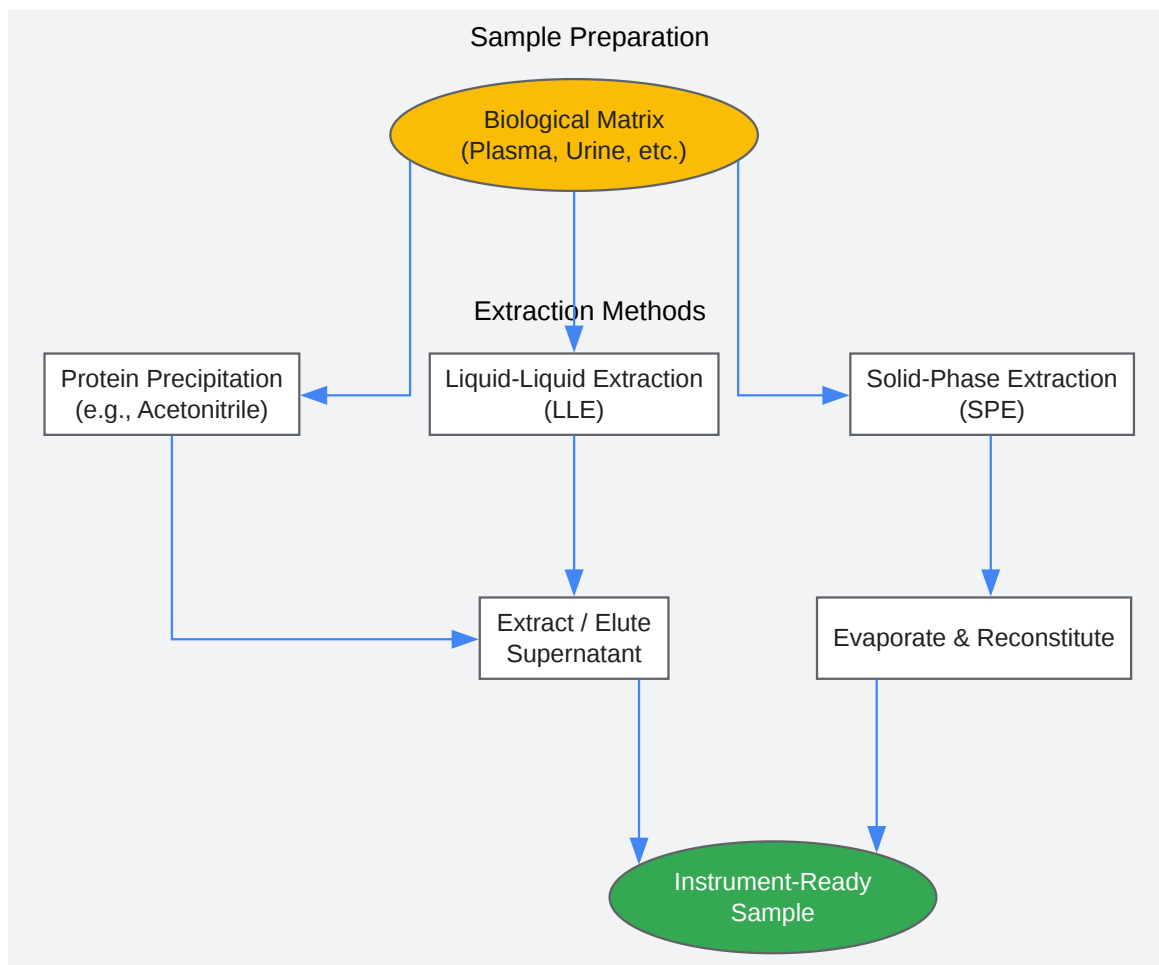 Sample Preparation
Biological Matrix
(Plasma, Urine, etc.)
Extraction Methods
Protein Precipitation
(e.g., Acetonitrile)
Liquid-Liquid Extraction
(LLE)
Solid-Phase Extraction
(SPE)
Extract / Elute
Supernatant
Evaporate & Reconstitute
Instrument-Ready
Sample